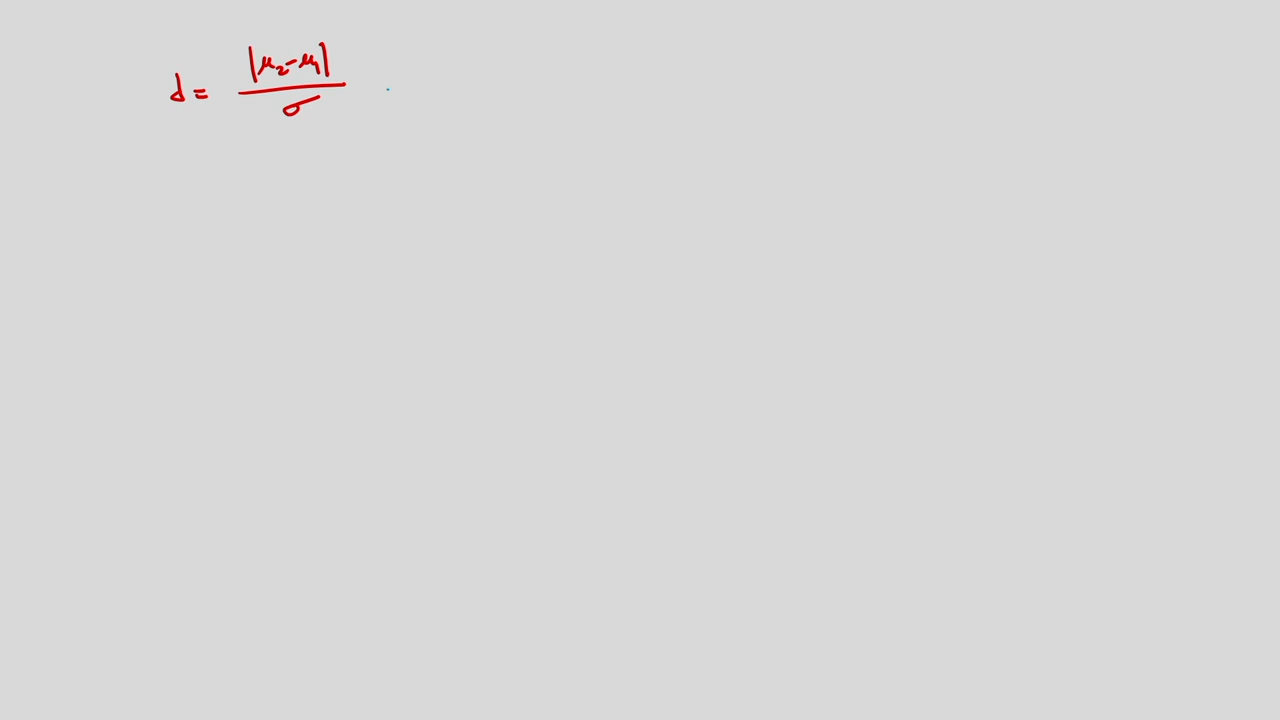 d = |μ₂-μ₁| / σ